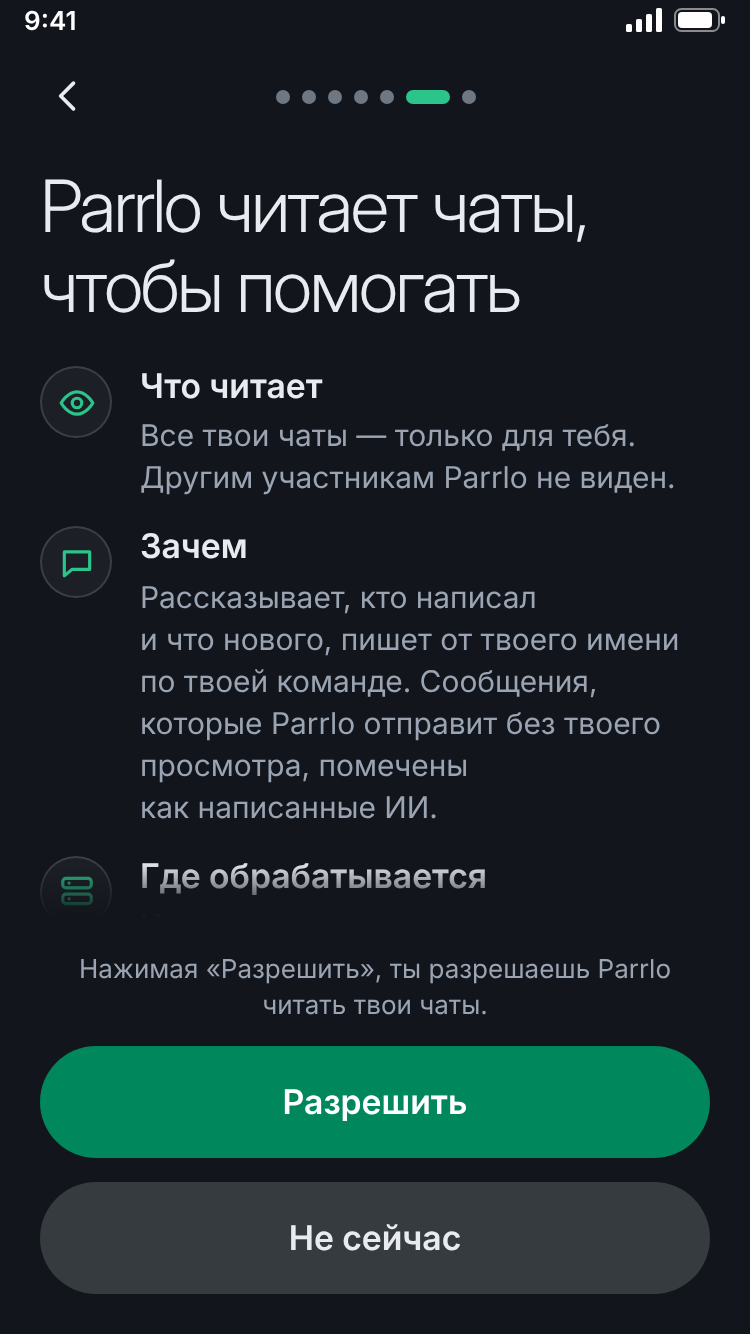 9:41
Parrlo читает чаты,
чтобы помогать
Что читает
Все твои чаты — только для тебя.
Другим участникам Parrlo не виден.
Зачем
Рассказывает, кто написал
и что нового, пишет от твоего имени
по твоей команде. Сообщения,
которые Parrlo отправит без твоего
просмотра, помечены
как написанные ИИ.
Где обрабатывается
Нажимая «Разрешить», ты разрешаешь Parrlo
читать твои чаты.
Разрешить
Не сейчас